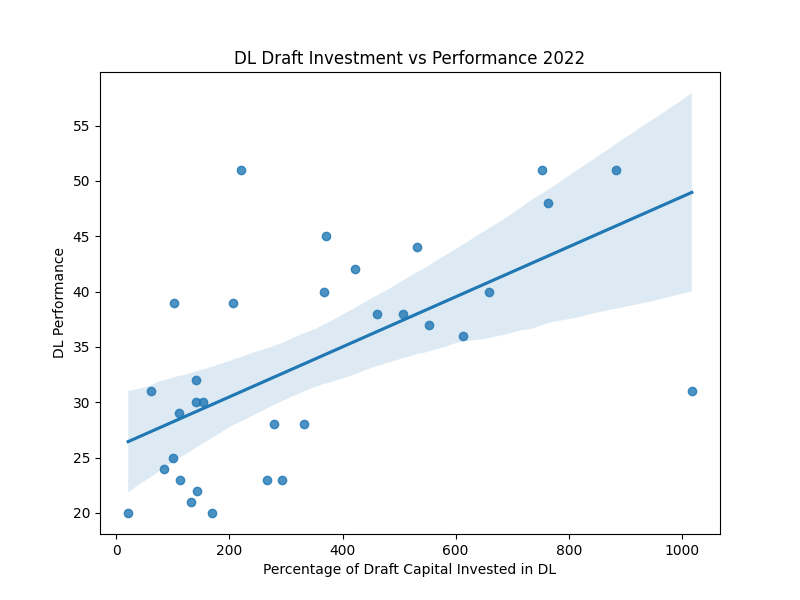 DL Draft Investment vs Performance 2022
55
50
45
40
35
30
25
20
DL Performance
0 200 400 600 800 1000
Percentage of Draft Capital Invested in DL